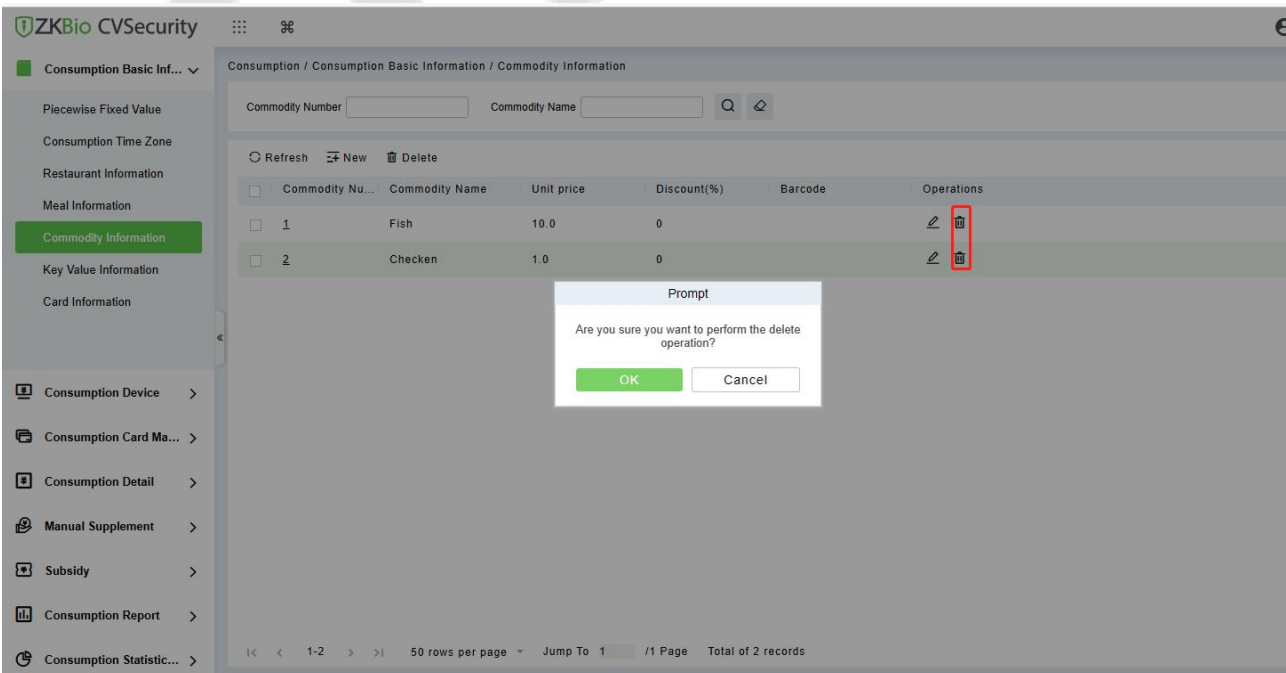 ZKBio CVSecurity
Consumption Basic Inf...
Piecewise Fixed Value
Consumption Time Zone
Restaurant Information
Meal Information
Commodity Information
Key Value Information
Card Information
Consumption Device
Consumption Card Ma...
Consumption Detail
Manual Supplement
Subsidy
Consumption Report
Consumption Statistic...
Consumption / Consumption Basic Information / Commodity Information
Commodity Number Commodity Name
Refresh New Delete
Commodity Nu... Commodity Name Unit price Discount(%) Barcode Operations
1 Fish 10.0 0
2 Checken 1.0 0
Prompt
Are you sure you want to perform the delete
operation?
OK Cancel
1-2 50 rows per page Jump To 1 /1 Page Total of 2 records